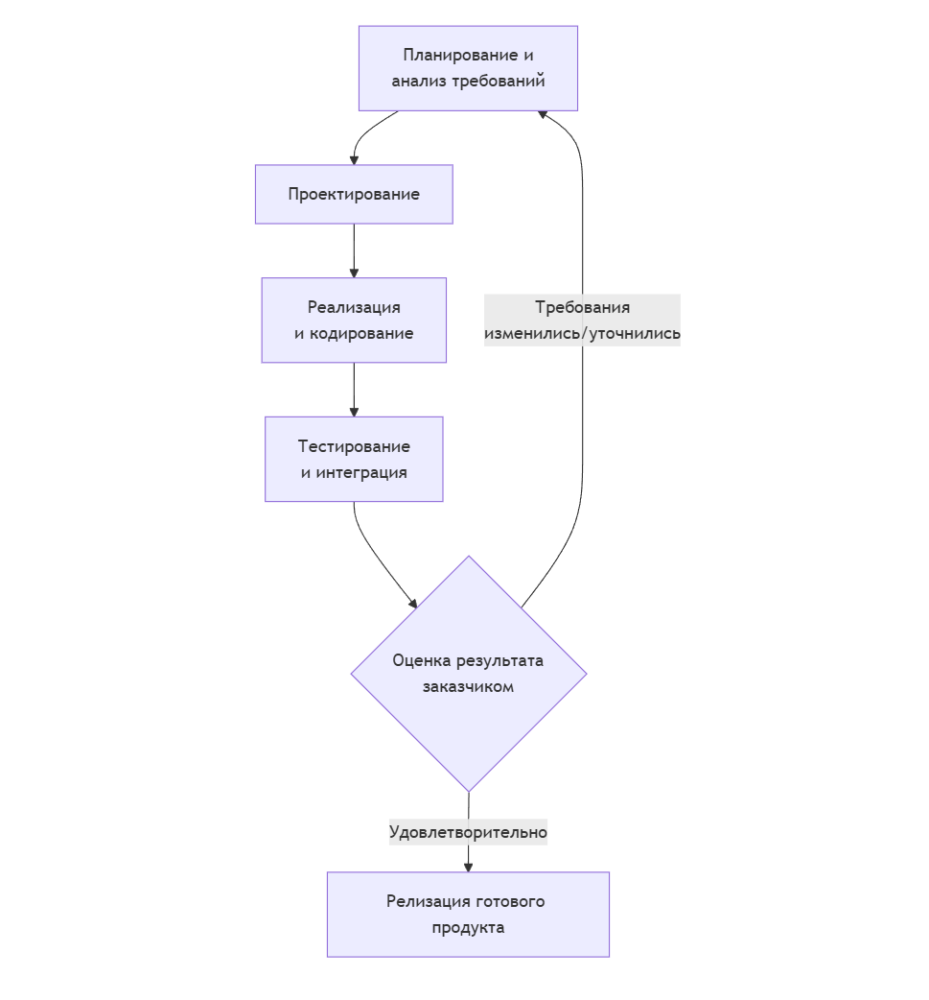 Планирование и
анализ требований
Проектирование
Реализация
и кодирование
Требования
изменились/уточнились
Тестирование
и интеграция
Оценка результата
заказчиком
Удовлетворительно
Релизация готового
продукта